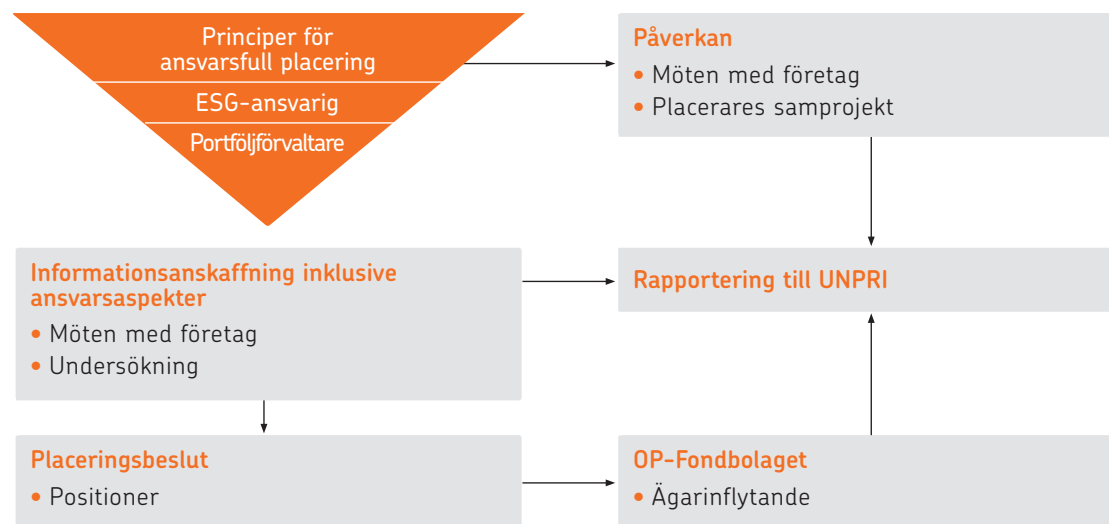 Principer för
ansvarsfull placering
ESG-ansvarig
Portföljförvaltare
Påverkan
• Möten med företag
• Placerares samprojekt
Informationsanskaffning inklusive
ansvarsaspekter
• Möten med företag
• Undersökning
Rapportering till UNPRI
Placeringsbeslut
• Positioner
OP-Fondbolaget
• Ägarinflytande